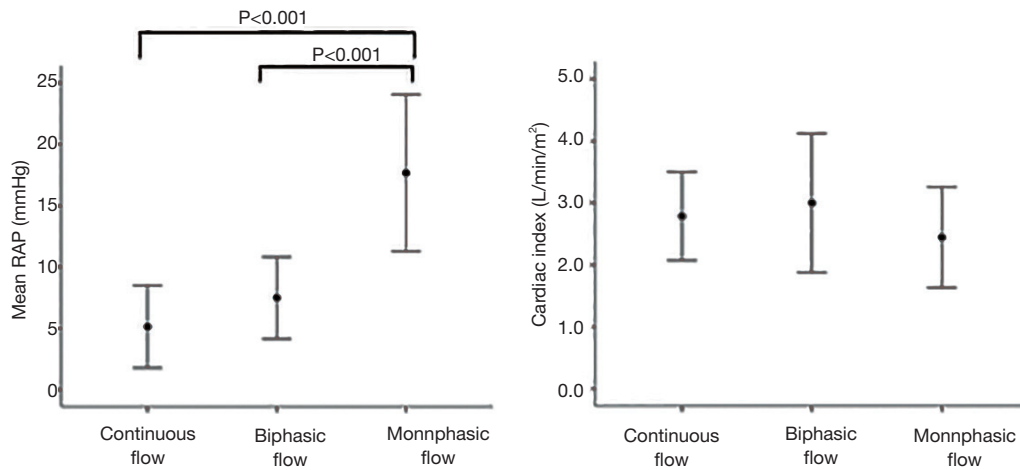 P<0.001
P<0.001
Mean RAP (mmHg)
25
20
15
10
5
0
Continuous
flow
Biphasic
flow
Monnphasic
flow
Cardiac index (L/min/m²)
5.0
4.0
3.0
2.0
1.0
0.0
Continuous
flow
Biphasic
flow
Monnphasic
flow